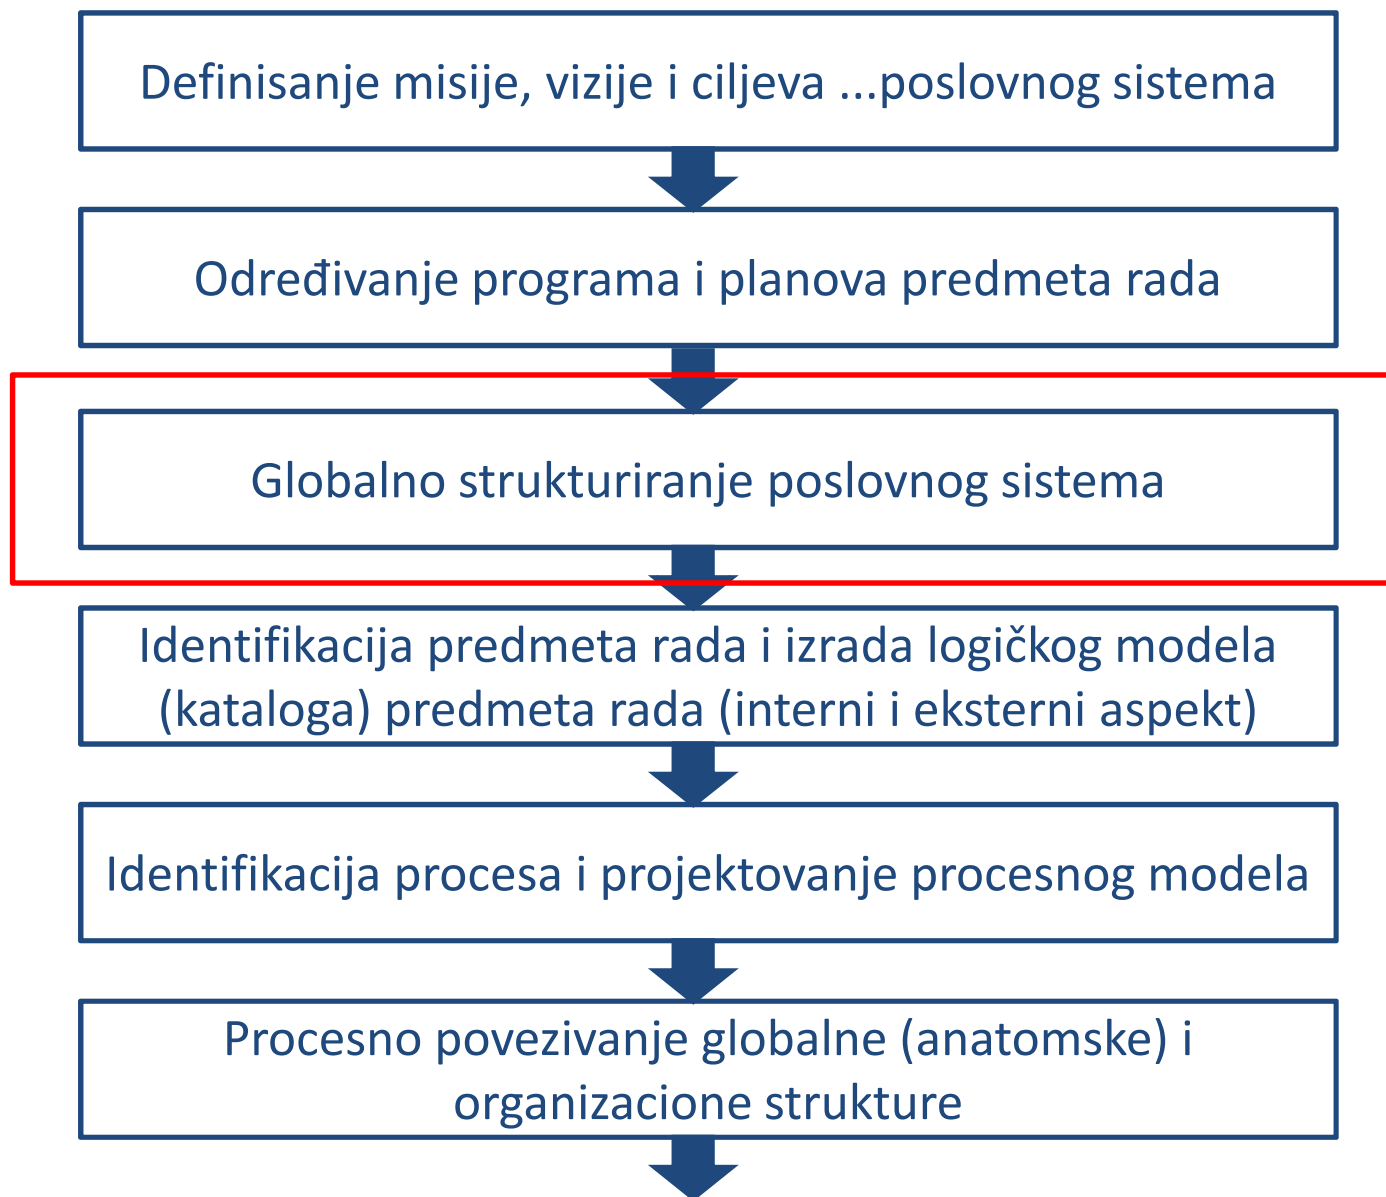 Definisanje misije, vizije i ciljeva ...poslovnog sistema
Određivanje programa i planova predmeta rada
Globalno strukturiranje poslovnog sistema
Identifikacija predmeta rada i izrada logičkog modela
(kataloga) predmeta rada (interni i eksterni aspekt)
Identifikacija procesa i projektovanje procesnog modela
Procesno povezivanje globalne (anatomske) i
organizacione strukture